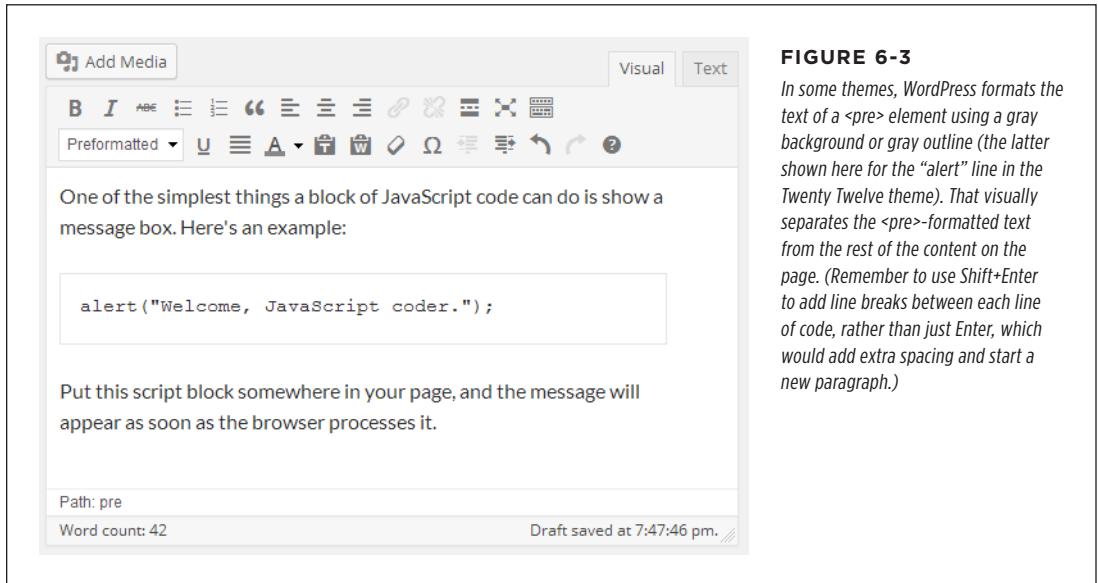 Add Media
Visual Text
B I ABC
Preformatted U A T W Ω ?
One of the simplest things a block of JavaScript code can do is show a
message box. Here's an example:
alert("Welcome, JavaScript coder.");
Put this script block somewhere in your page, and the message will
appear as soon as the browser processes it.
Path: pre
Word count: 42 Draft saved at 7:47:46 pm.
FIGURE 6-3
In some themes, WordPress formats the
text of a <pre> element using a gray
background or gray outline (the latter
shown here for the “alert” line in the
Twenty Twelve theme). That visually
separates the <pre>-formatted text
from the rest of the content on the
page. (Remember to use Shift+Enter
to add line breaks between each line
of code, rather than just Enter, which
would add extra spacing and start a
new paragraph.)